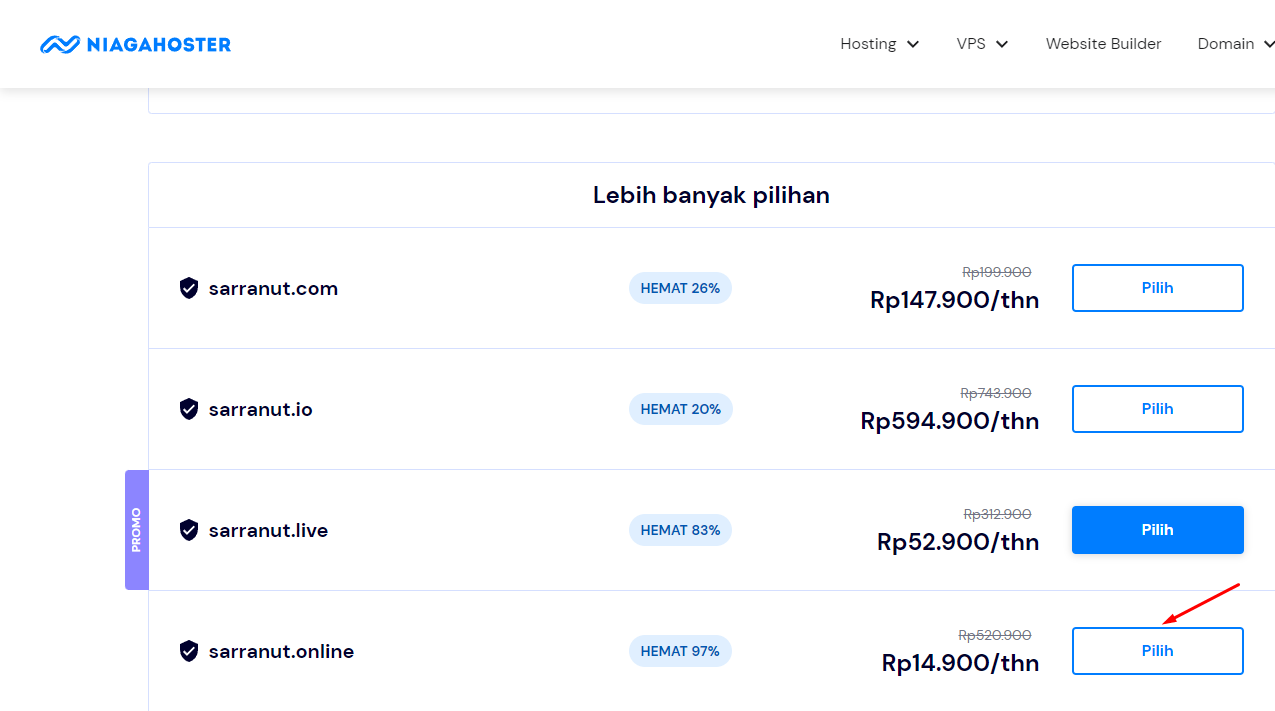 NIAGAHOSTER
Hosting VPS Website Builder Domain
Lebih banyak pilihan
sarranut.com HEMAT 26% Rp199.900 Rp147.900/thn Pilih
sarranut.io HEMAT 20% Rp743.900 Rp594.900/thn Pilih
PROMO
sarranut.live HEMAT 83% Rp312.900 Rp52.900/thn Pilih
sarranut.online HEMAT 97% Rp520.900 Rp14.900/thn Pilih